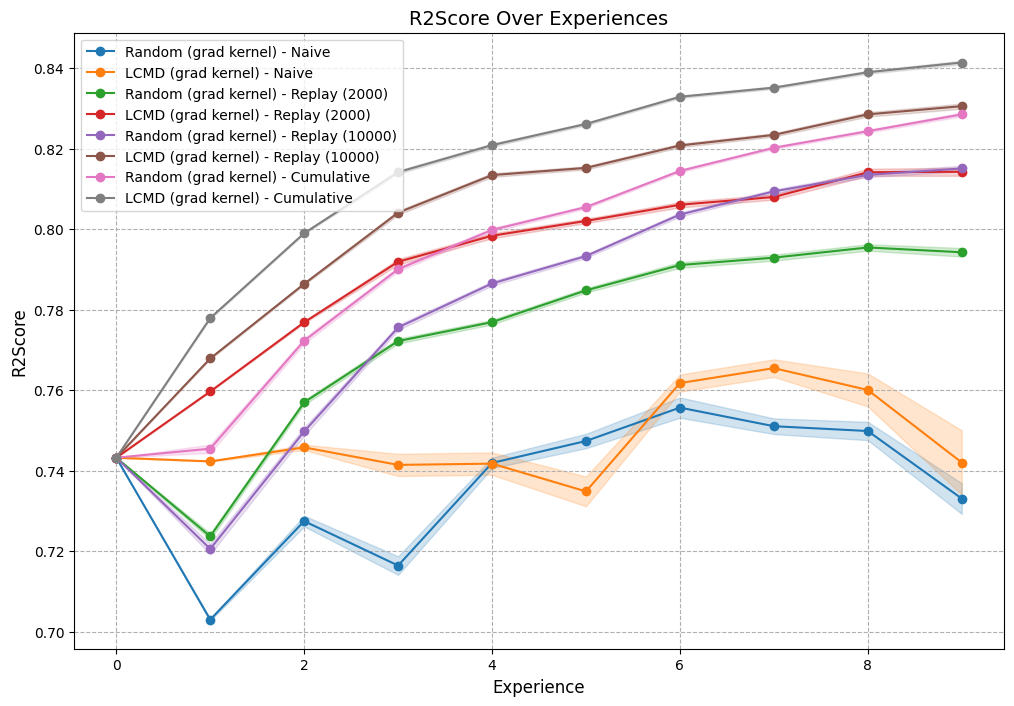 R2Score Over Experiences
Random (grad kernel) - Naive
LCMD (grad kernel) - Naive
Random (grad kernel) - Replay (2000)
LCMD (grad kernel) - Replay (2000)
Random (grad kernel) - Replay (10000)
LCMD (grad kernel) - Replay (10000)
Random (grad kernel) - Cumulative
LCMD (grad kernel) - Cumulative
R2Score
0.84
0.82
0.80
0.78
0.76
0.74
0.72
0.70
0 2 4 6 8
Experience